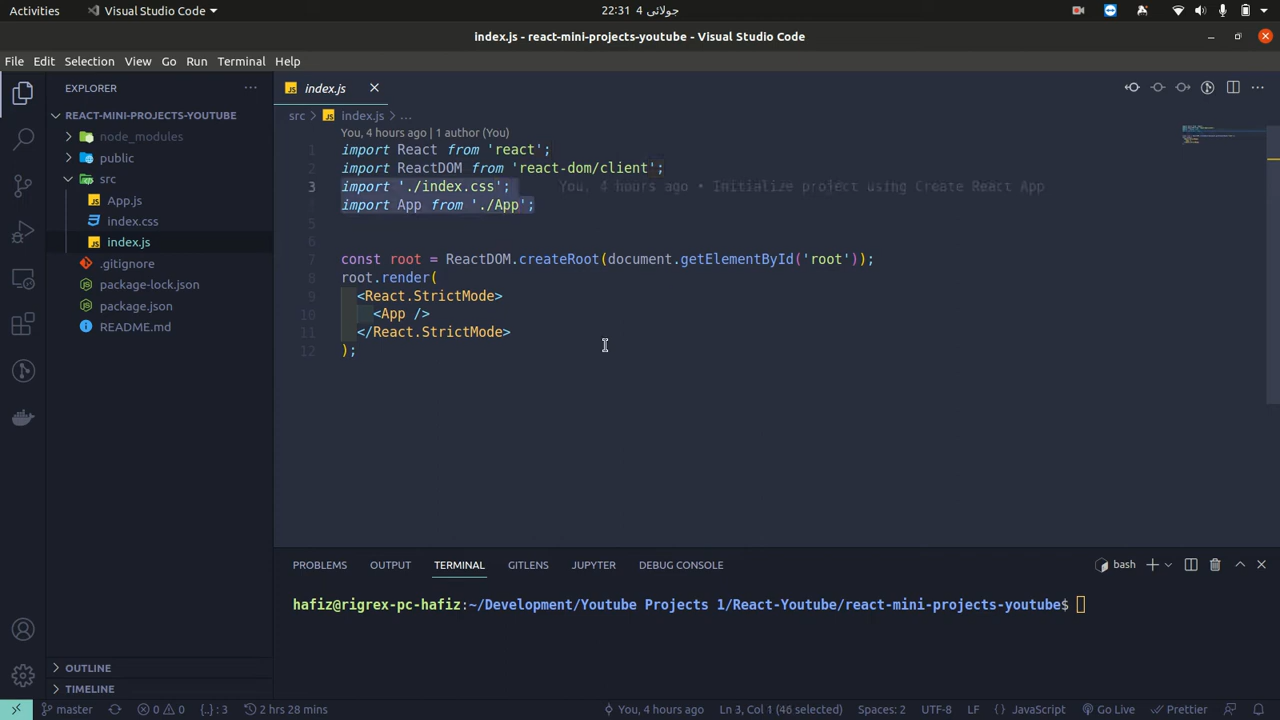 Activities Visual Studio Code 22:31 4 جولائی
index.js - react-mini-projects-youtube - Visual Studio Code
File Edit Selection View Go Run Terminal Help
EXPLORER
index.js
REACT-MINI-PROJECTS-YOUTUBE
node_modules
public
src
App.js
index.css
index.js
.gitignore
package-lock.json
package.json
README.md
OUTLINE
TIMELINE
src > index.js > ...
You, 4 hours ago | 1 author (You)
1 import React from 'react';
2 import ReactDOM from 'react-dom/client';
3 import './index.css'; You, 4 hours ago • Initialize project using Create React App
import App from './App';
5
6
7 const root = ReactDOM.createRoot(document.getElementById('root'));
8 root.render(
9 <React.StrictMode>
10 <App />
11 </React.StrictMode>
12 );
PROBLEMS OUTPUT TERMINAL GITLENS JUPYTER DEBUG CONSOLE bash
hafiz@rigrex-pc-hafiz:~/Development/Youtube Projects 1/React-Youtube/react-mini-projects-youtube$
master 0 0 {..} : 3 2 hrs 28 mins You, 4 hours ago Ln 3, Col 1 (46 selected) Spaces: 2 UTF-8 LF {} JavaScript Go Live Prettier